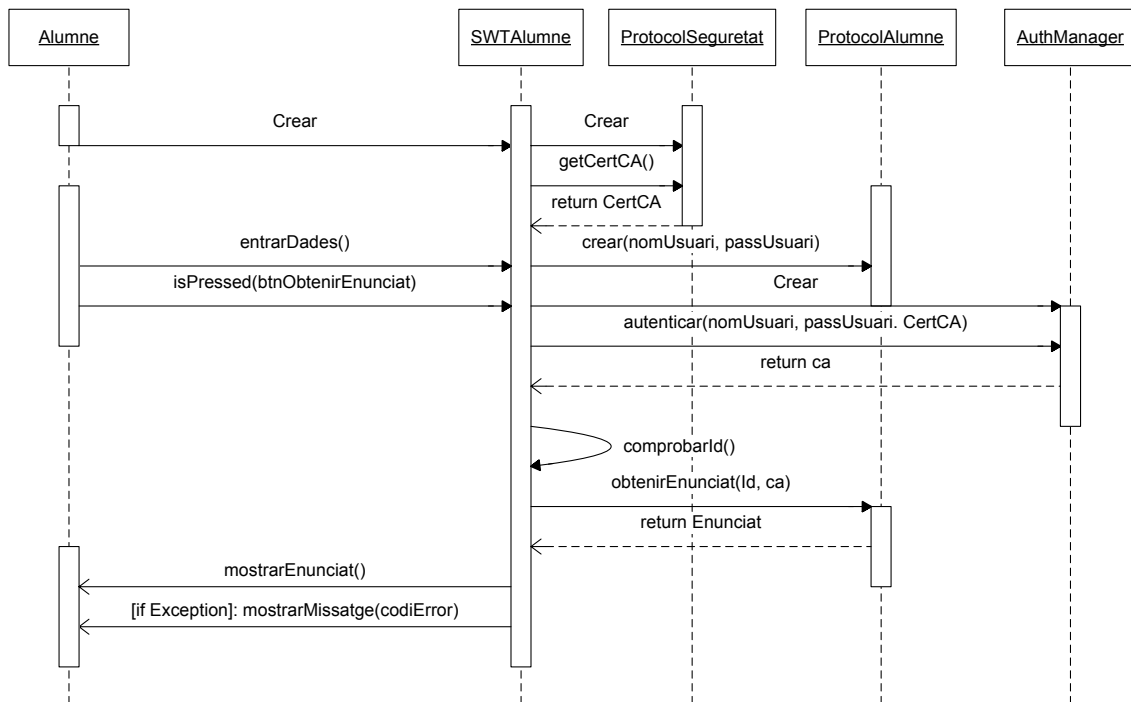 Alumne
SWTAlumne
ProtocolSeguretat
ProtocolAlumne
AuthManager
Crear
Crear
getCertCA()
return CertCA
entrarDades()
crear(nomUsuari, passUsuari)
isPressed(btnObtenirEnunciat)
Crear
autenticar(nomUsuari, passUsuari. CertCA)
return ca
comprobarId()
obtenirEnunciat(Id, ca)
return Enunciat
mostrarEnunciat()
[if Exception]: mostrarMissatge(codiError)